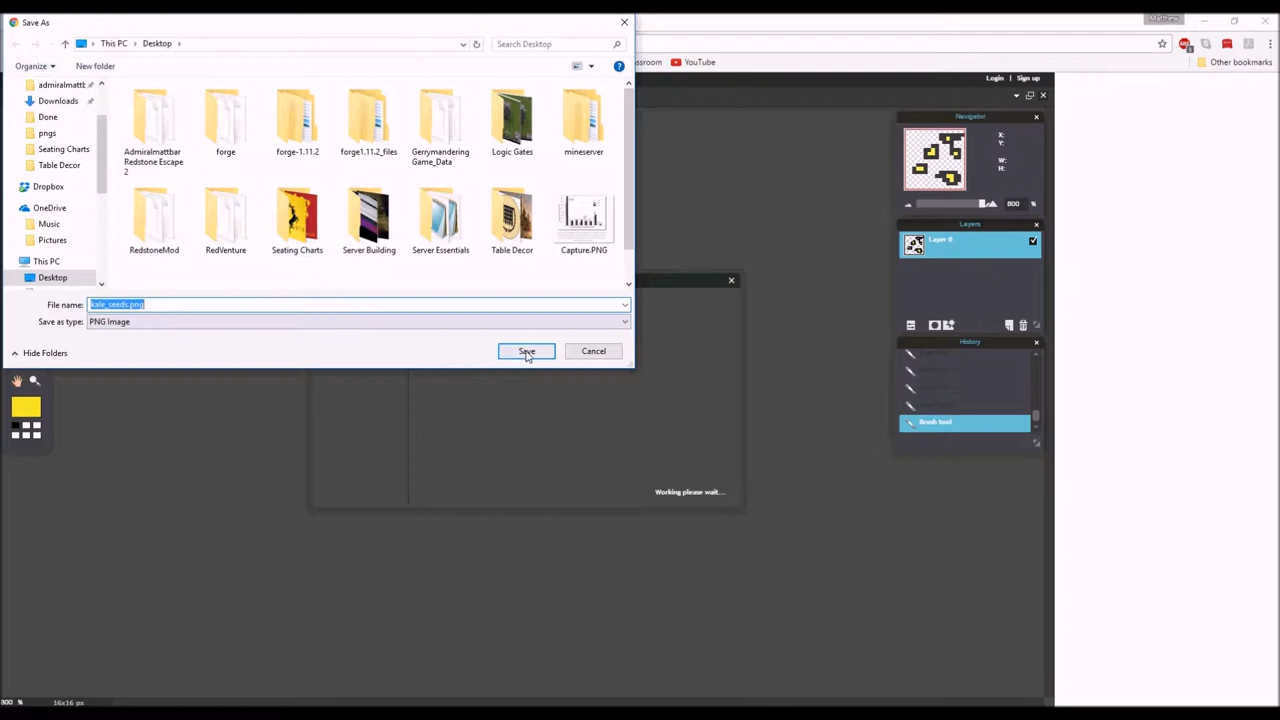 Save As
Matthew
This PC
Desktop
Search Desktop
Organize
New folder
?
assroom
YouTube
Other bookmarks
Login
Sign up
admiralmattb
Downloads
Done
pngs
Seating Charts
Table Decor
Dropbox
OneDrive
Music
Pictures
This PC
Desktop
Admiralmattbar
Redstone Escape
2
forge
forge-1.11.2
forge1.11.2_files
Gerrymandering
Game_Data
Logic Gates
mineserver
RedstoneMod
RedVenture
Seating Charts
Server Building
Server Essentials
Table Decor
Capture.PNG
File name:
kale_seeds.png
Save as type:
PNG Image
Hide Folders
Save
Cancel
Navigator
X:
Y:
W:
H:
800 %
Layers
Layer 0
History
Brush tool
Working please wait...
800 %
16x16 px